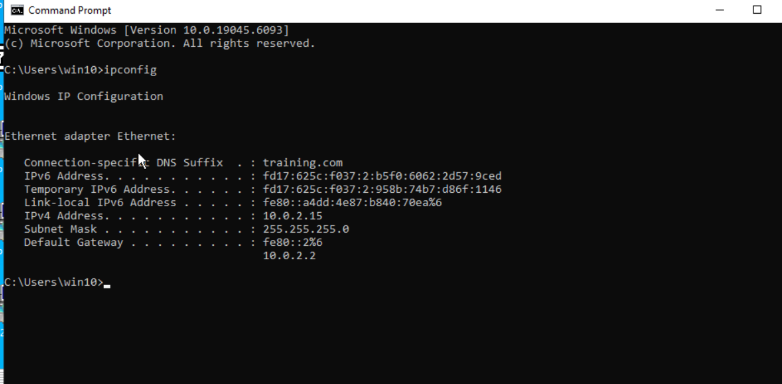 Command Prompt
Microsoft Windows [Version 10.0.19045.6093]
(c) Microsoft Corporation. All rights reserved.
C:\Users\win10>ipconfig
Windows IP Configuration
Ethernet adapter Ethernet:
Connection-specific DNS Suffix  . : training.com
IPv6 Address. . . . . . . . . . . : fd17:625c:f037:2:b5f0:6062:2d57:9ced
Temporary IPv6 Address. . . . . . : fd17:625c:f037:2:958b:74b7:d86f:1146
Link-local IPv6 Address . . . . . : fe80::a4dd:4e87:b840:70ea%6
IPv4 Address. . . . . . . . . . . : 10.0.2.15
Subnet Mask . . . . . . . . . . . : 255.255.255.0
Default Gateway . . . . . . . . . : fe80::2%6
10.0.2.2
C:\Users\win10>